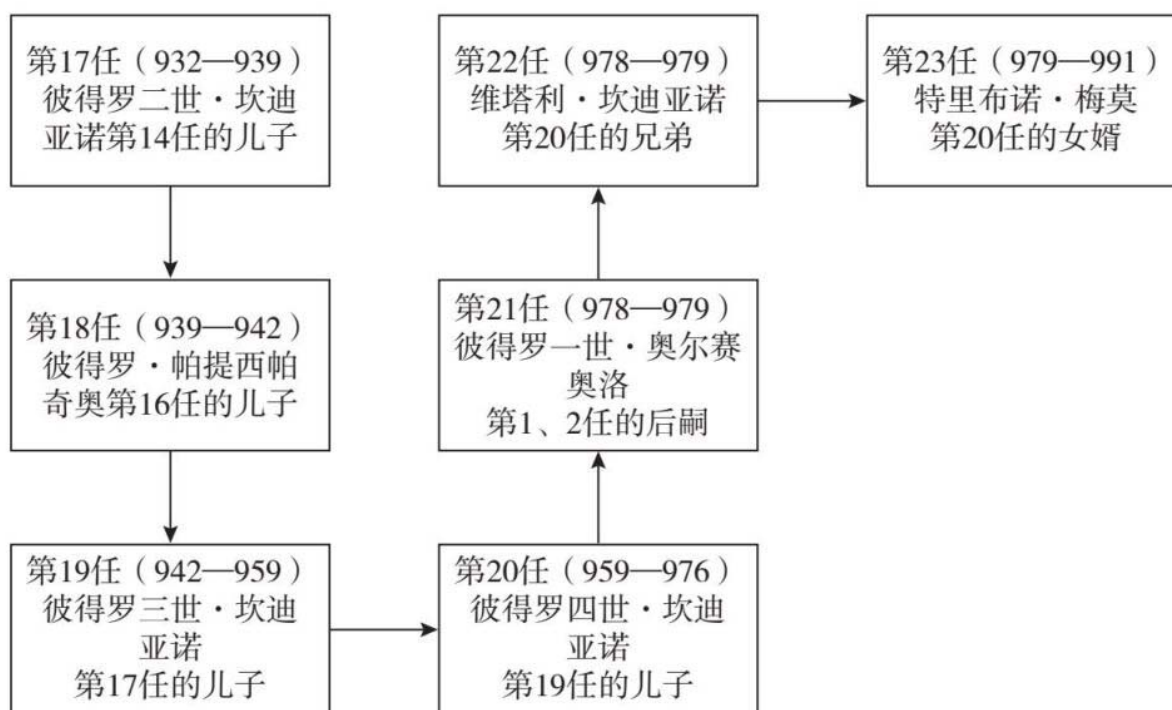 第17任（932—939）
彼得罗二世·坎迪
亚诺第14任的儿子
第18任（939—942）
彼得罗·帕提西帕
奇奥第16任的儿子
第19任（942—959）
彼得罗三世·坎迪
亚诺
第17任的儿子
第20任（959—976）
彼得罗四世·坎迪
亚诺
第19任的儿子
第21任（978—979）
彼得罗一世·奥尔赛
奥洛
第1、2任的后嗣
第22任（978—979）
维塔利·坎迪亚诺
第20任的兄弟
第23任（979—991）
特里布诺·梅莫
第20任的女婿